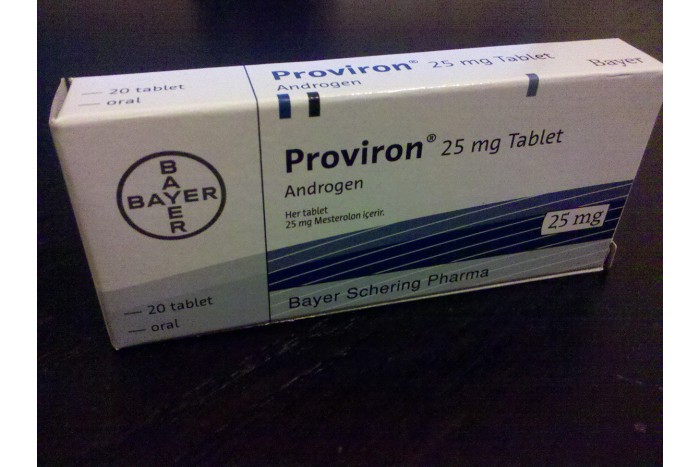 20 tablet
oral
Proviron® 25 mg Tablet
Androgen
Bayer
BAYER
BAYER
Proviron® 25 mg Tablet
Androgen
Her tablet
25 mg Mesterolon içerir.
25 mg
20 tablet
oral
Bayer Schering Pharma